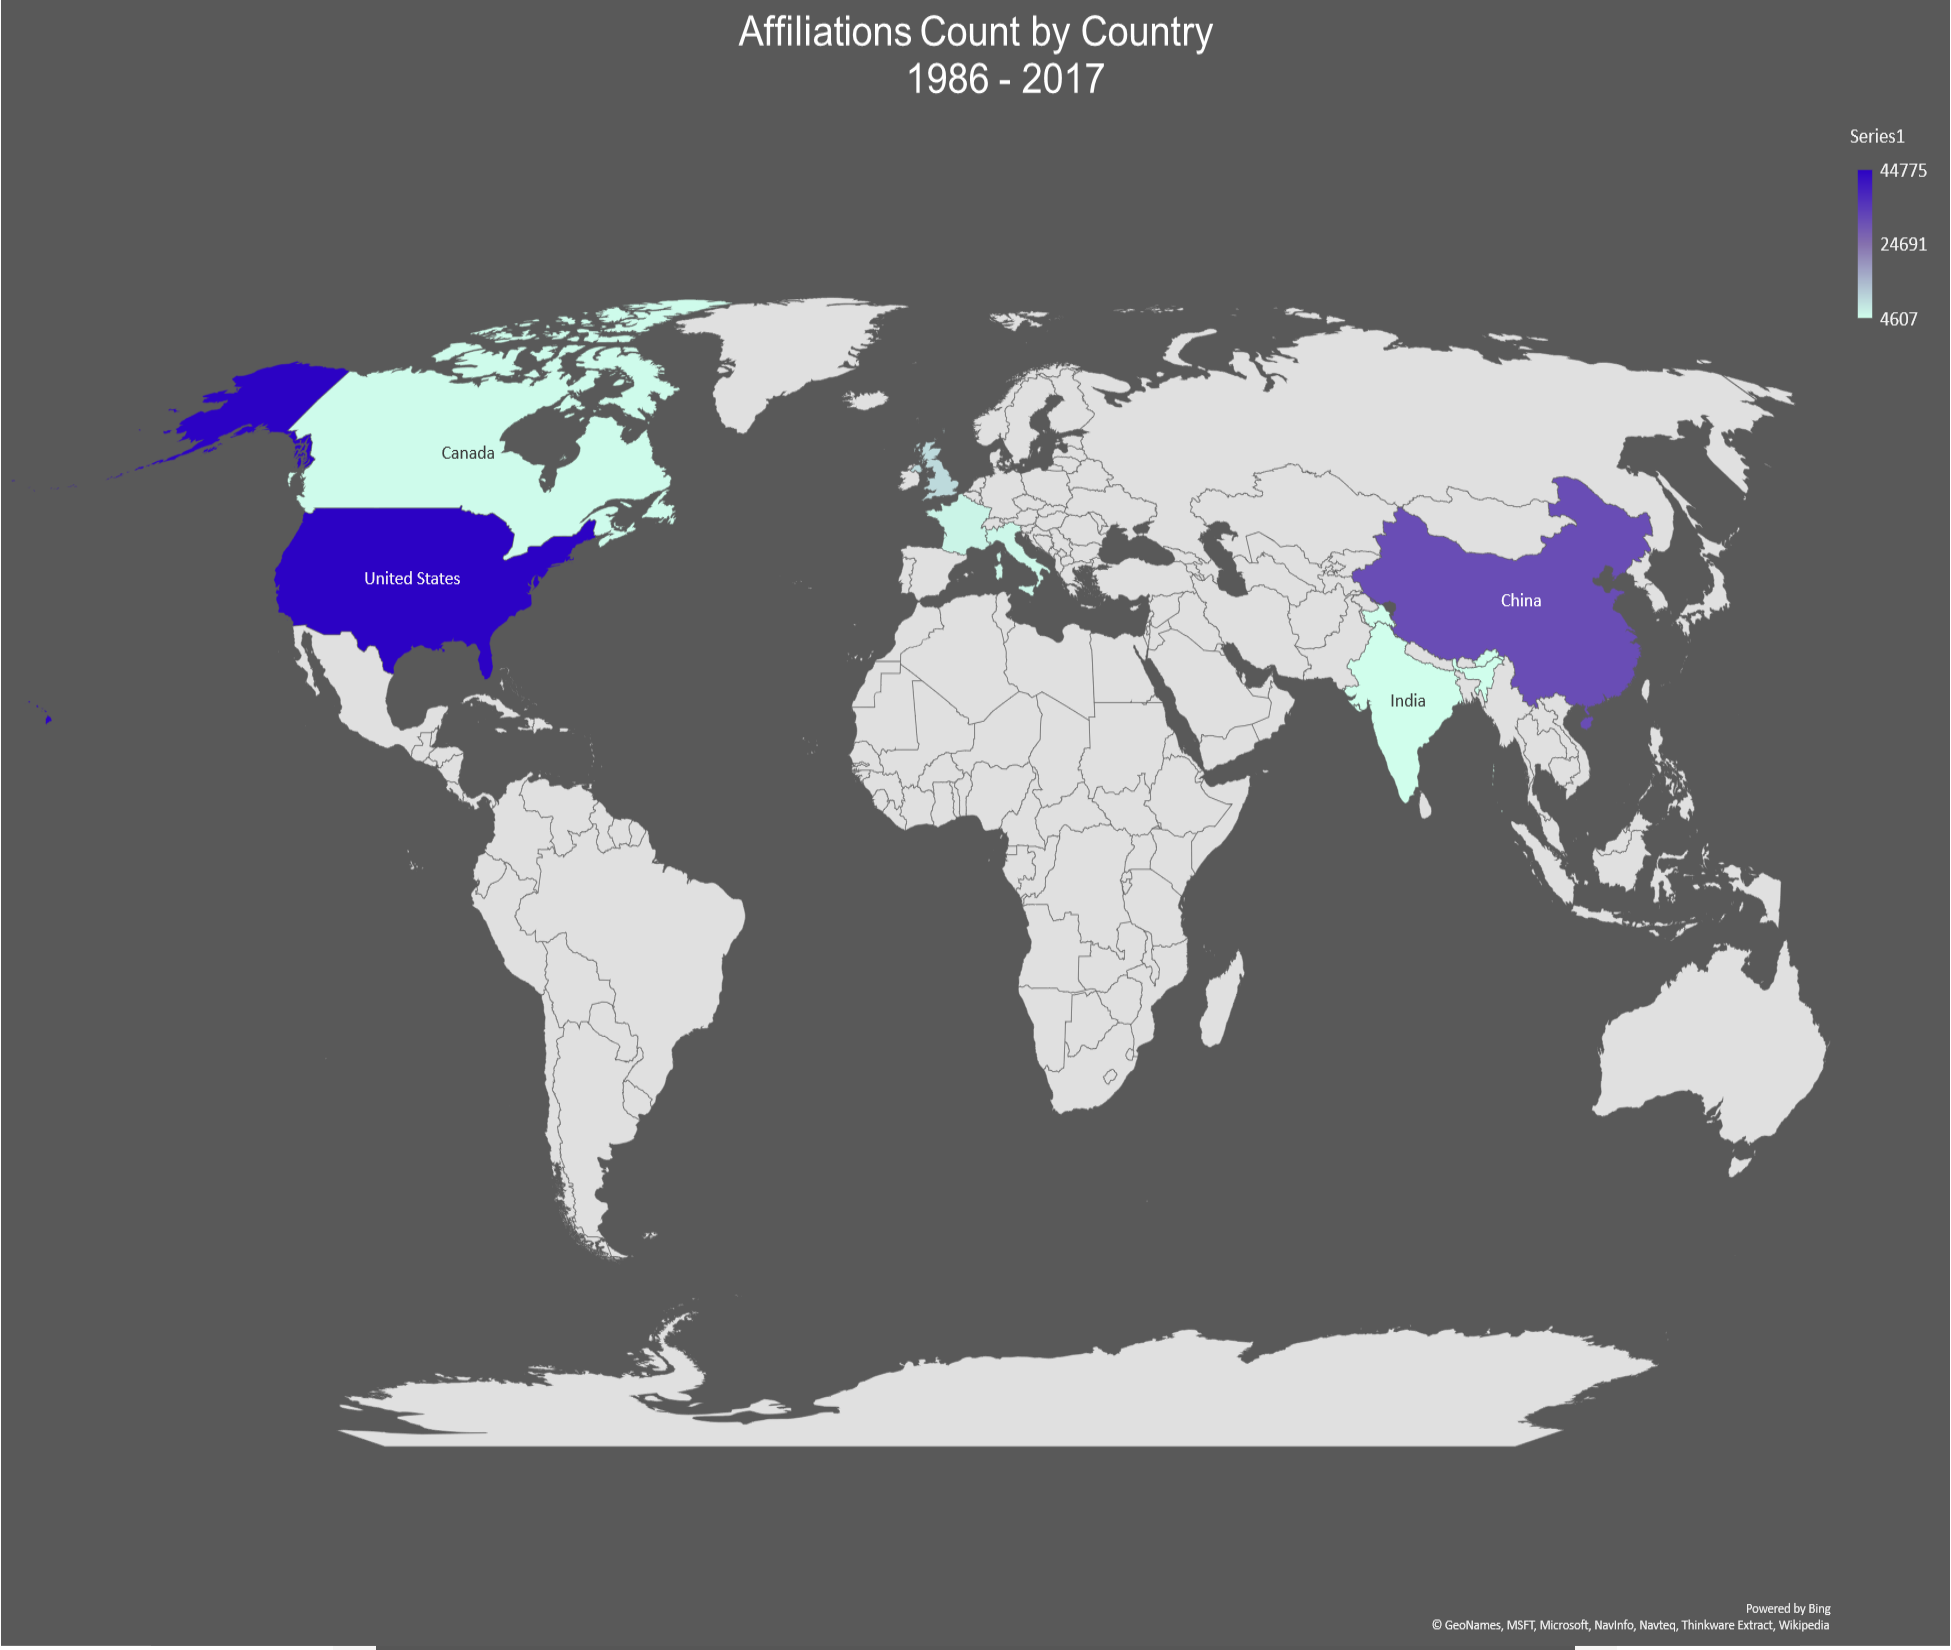 Affiliations Count by Country
1986 - 2017
Series1
44775
24691
4607
Canada
United States
China
India
Powered by Bing
© GeoNames, MSFT, Microsoft, NavInfo, Navteq, Thinkware Extract, Wikipedia